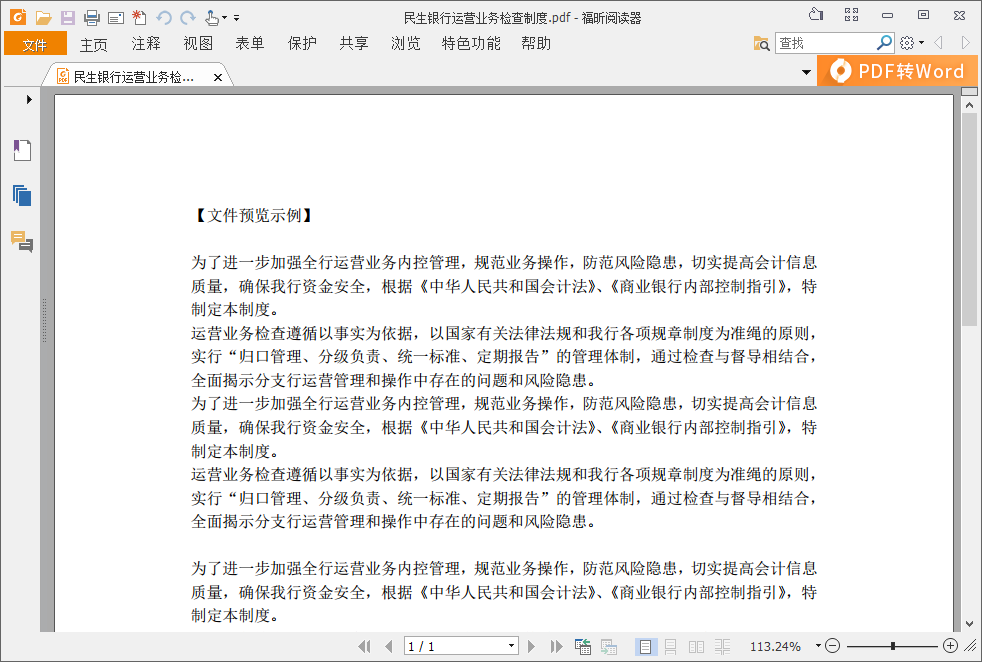 民生银行运营业务检查制度.pdf - 福昕阅读器
文件 主页 注释 视图 表单 保护 共享 浏览 特色功能 帮助 查找
民生银行运营业务检... PDF转Word
【文件预览示例】
为了进一步加强全行运营业务内控管理，规范业务操作，防范风险隐患，切实提高会计信息
质量，确保我行资金安全，根据《中华人民共和国会计法》、《商业银行内部控制指引》，特
制定本制度。
运营业务检查遵循以事实为依据，以国家有关法律法规和我行各项规章制度为准绳的原则，
实行“归口管理、分级负责、统一标准、定期报告”的管理体制，通过检查与督导相结合，
全面揭示分支行运营管理和操作中存在的问题和风险隐患。
为了进一步加强全行运营业务内控管理，规范业务操作，防范风险隐患，切实提高会计信息
质量，确保我行资金安全，根据《中华人民共和国会计法》、《商业银行内部控制指引》，特
制定本制度。
运营业务检查遵循以事实为依据，以国家有关法律法规和我行各项规章制度为准绳的原则，
实行“归口管理、分级负责、统一标准、定期报告”的管理体制，通过检查与督导相结合，
全面揭示分支行运营管理和操作中存在的问题和风险隐患。
为了进一步加强全行运营业务内控管理，规范业务操作，防范风险隐患，切实提高会计信息
质量，确保我行资金安全，根据《中华人民共和国会计法》、《商业银行内部控制指引》，特
制定本制度。
1 / 1 113.24%